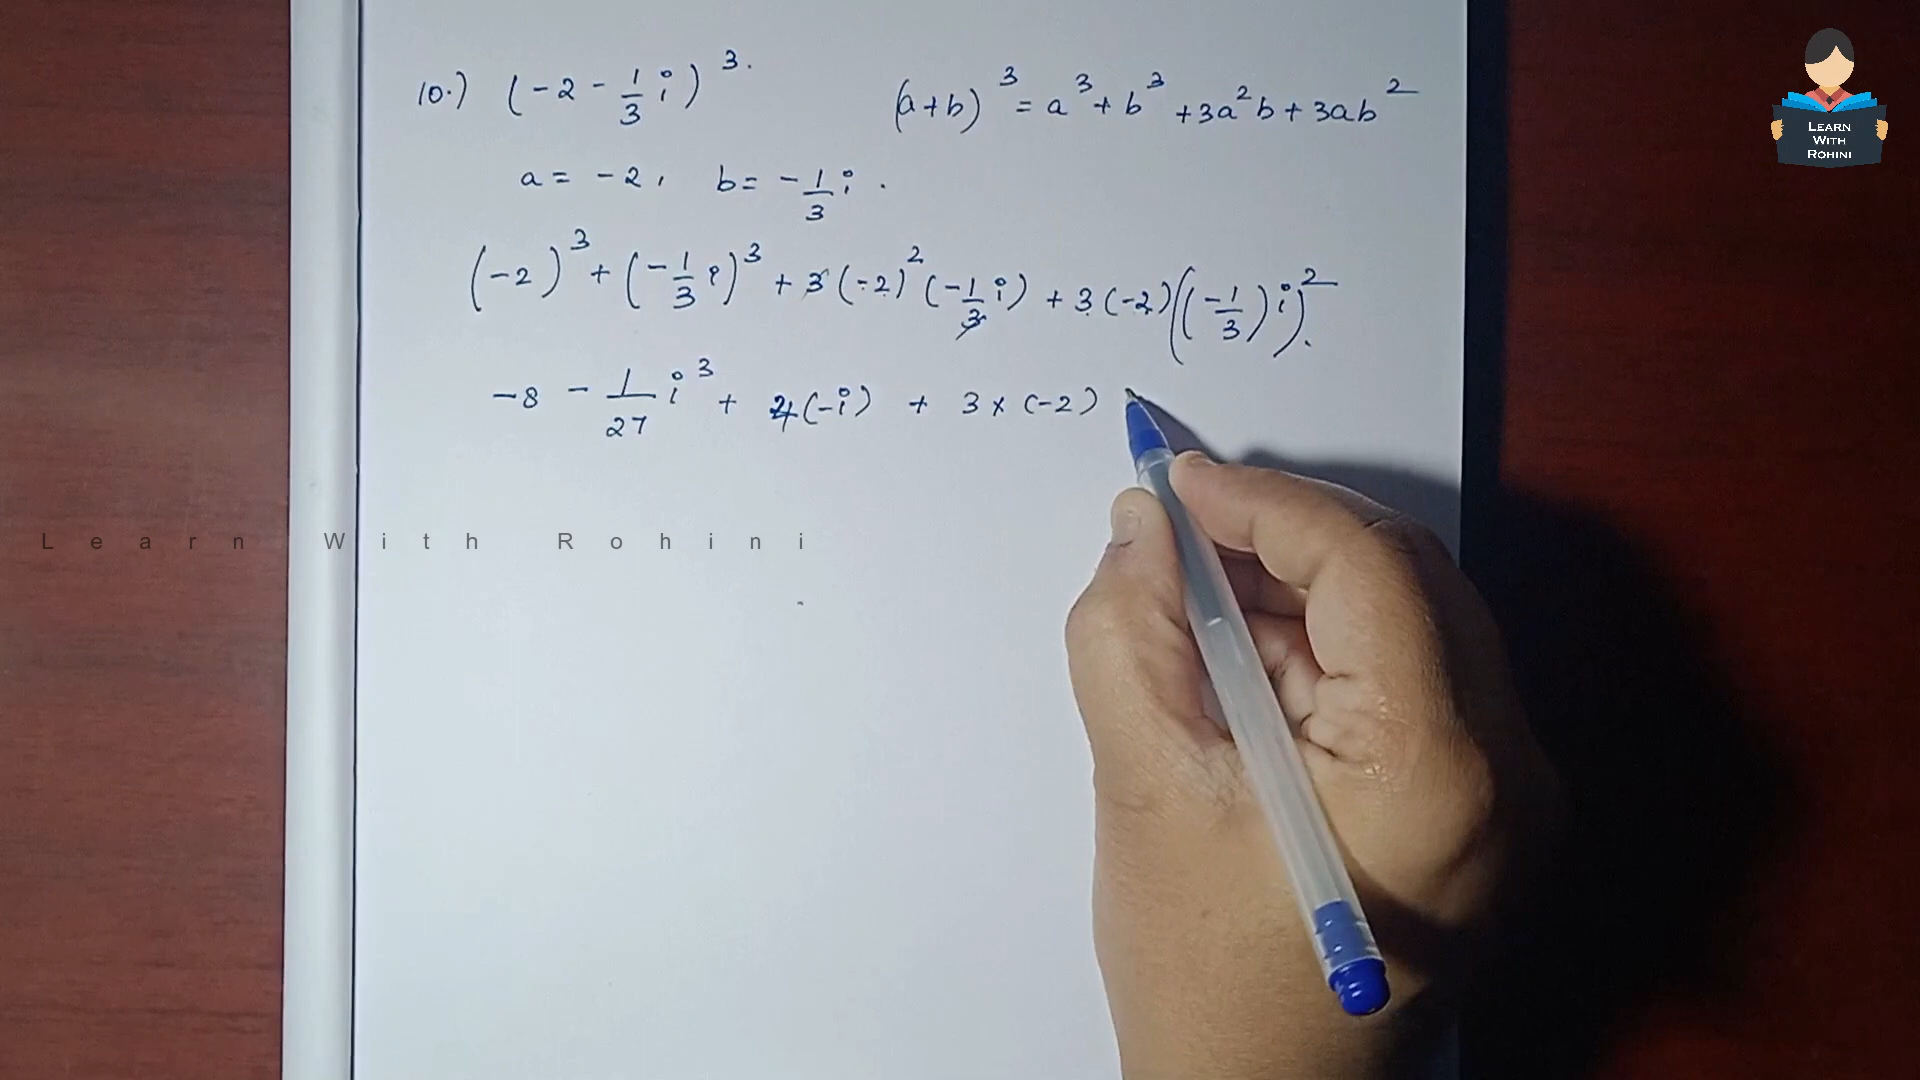 10.) (-2 - 1/3 i)^3.
(a+b)^3 = a^3 + b^3 + 3a^2b + 3ab^2
a = -2, b = -1/3 i.
(-2)^3 + (-1/3 i)^3 + 3(-2)^2 (-1/3 i) + 3(-2)((-1/3) i)^2.
-8 - 1/27 i^3 + 4(-i) + 3 × (-2)
LEARN
WITH
ROHINI
Learn With Rohini